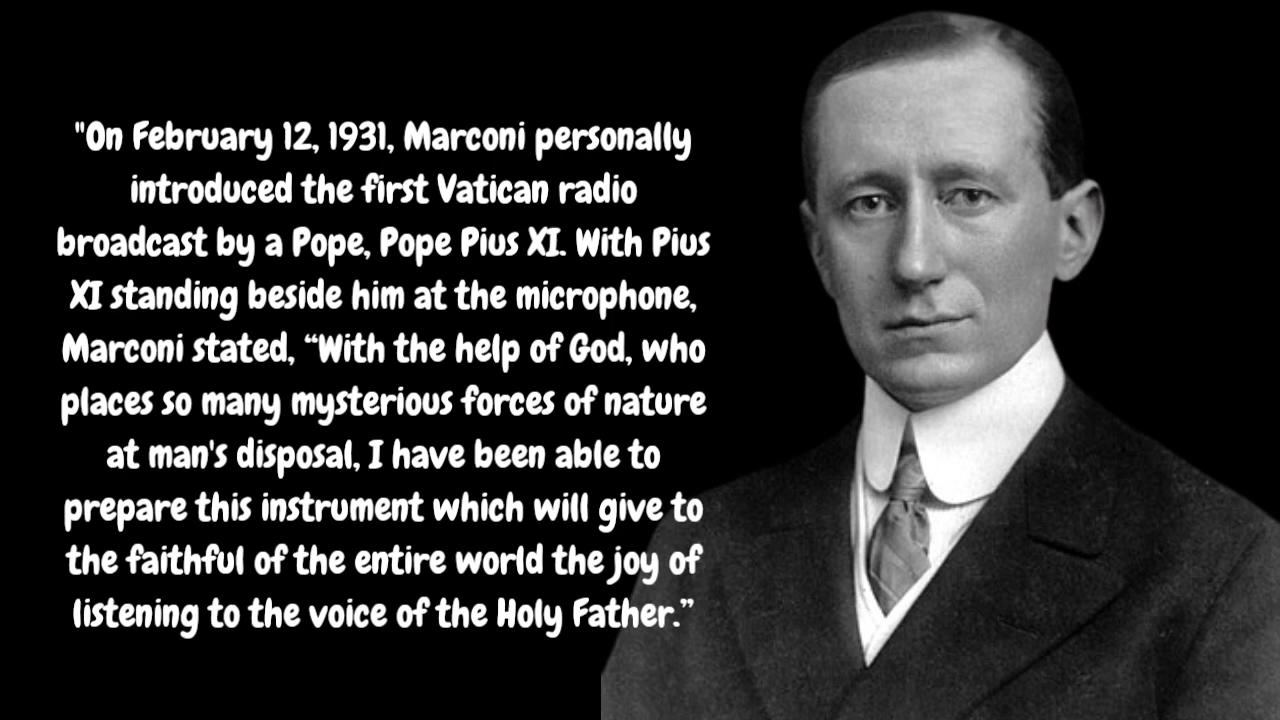 "On February 12, 1931, Marconi personally
introduced the first Vatican radio
broadcast by a Pope, Pope Pius XI. With Pius
XI standing beside him at the microphone,
Marconi stated, “With the help of God, who
places so many mysterious forces of nature
at man's disposal, I have been able to
prepare this instrument which will give to
the faithful of the entire world the joy of
listening to the voice of the Holy Father.”